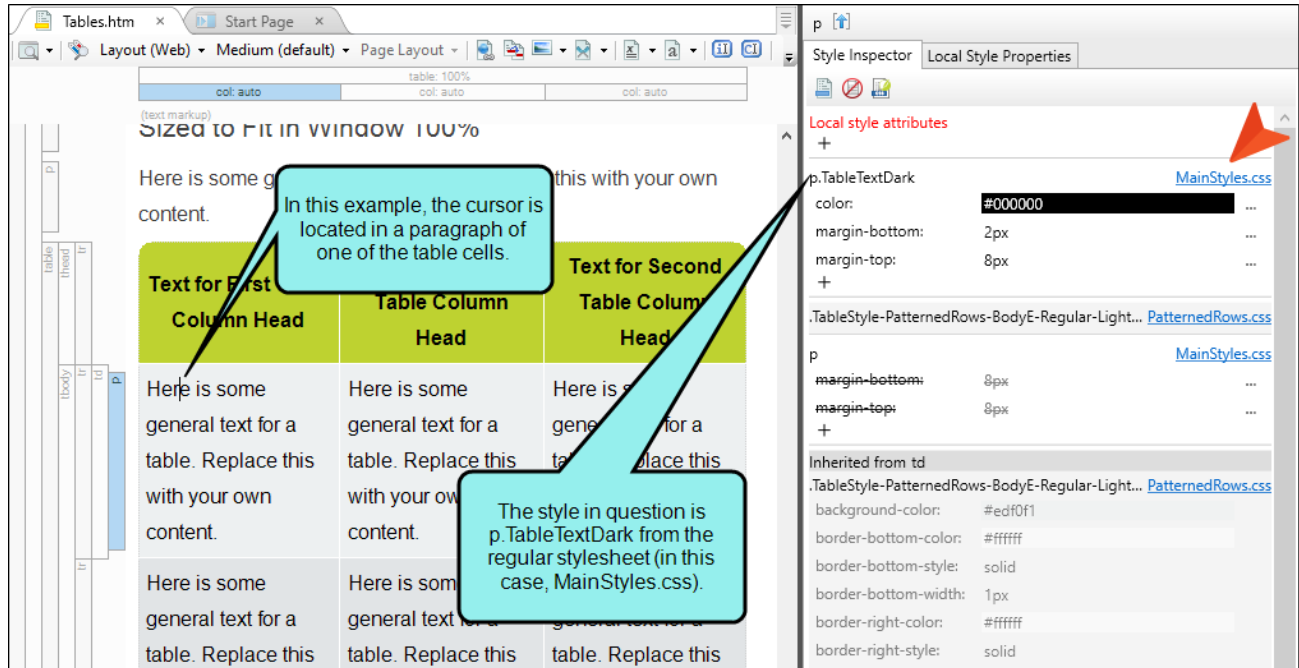 Tables.htm × Start Page ×
Layout (Web) Medium (default) Page Layout
table: 100%
col: auto col: auto col: auto
(text markup)
Sized to Fit in Window 100%
Here is some g this with your own
content.
In this example, the cursor is
located in a paragraph of
one of the table cells.
Text for First
Column Head
Table Column
Head
Text for Second
Table Colum
Head
table
thead
tr
tbody
tr
td
p
p
tr
Here is some
general text for a
table. Replace this
with your own
content.
Here is some
general text for a
table. Replace this
with your ow
content.
Here is s
gene for a
ta place this
The style in question is
p.TableTextDark from the
regular stylesheet (in this
case, MainStyles.css).
Here is some
general text for a
table. Replace this
Here is som
general text for a
table. Replace this
general text for a
table. Replace this
p
Style Inspector Local Style Properties
Local style attributes
+
p.TableTextDark MainStyles.css
color: #000000 ...
margin-bottom: 2px ...
margin-top: 8px ...
+
.TableStyle-PatternedRows-BodyE-Regular-Light... PatternedRows.css
p MainStyles.css
margin-bottom: 8px ...
margin-top: 8px ...
+
Inherited from td
.TableStyle-PatternedRows-BodyE-Regular-Light... PatternedRows.css
background-color: #edf0f1
border-bottom-color: #ffffff
border-bottom-style: solid
border-bottom-width: 1px
border-right-color: #ffffff
border-right-style: solid